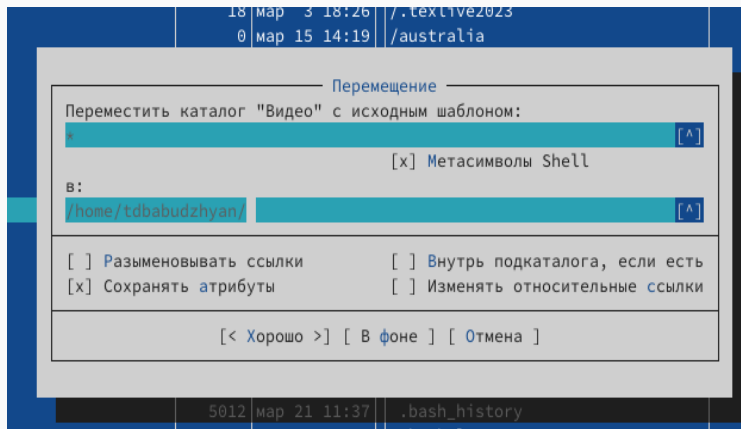 18 мар 3 18:26 /.texlive2023
0 мар 15 14:19 /australia
Перемещение
Переместить каталог "Видео" с исходным шаблоном:
* [^]
[x] Метасимволы Shell
в:
/home/tdbabudzhyan/ [^]
[ ] Разыменовывать ссылки [ ] Внутрь подкаталога, если есть
[x] Сохранять атрибуты [ ] Изменять относительные ссылки
[< Хорошо >] [ В фоне ] [ Отмена ]
5012 мар 21 11:37 .bash_history